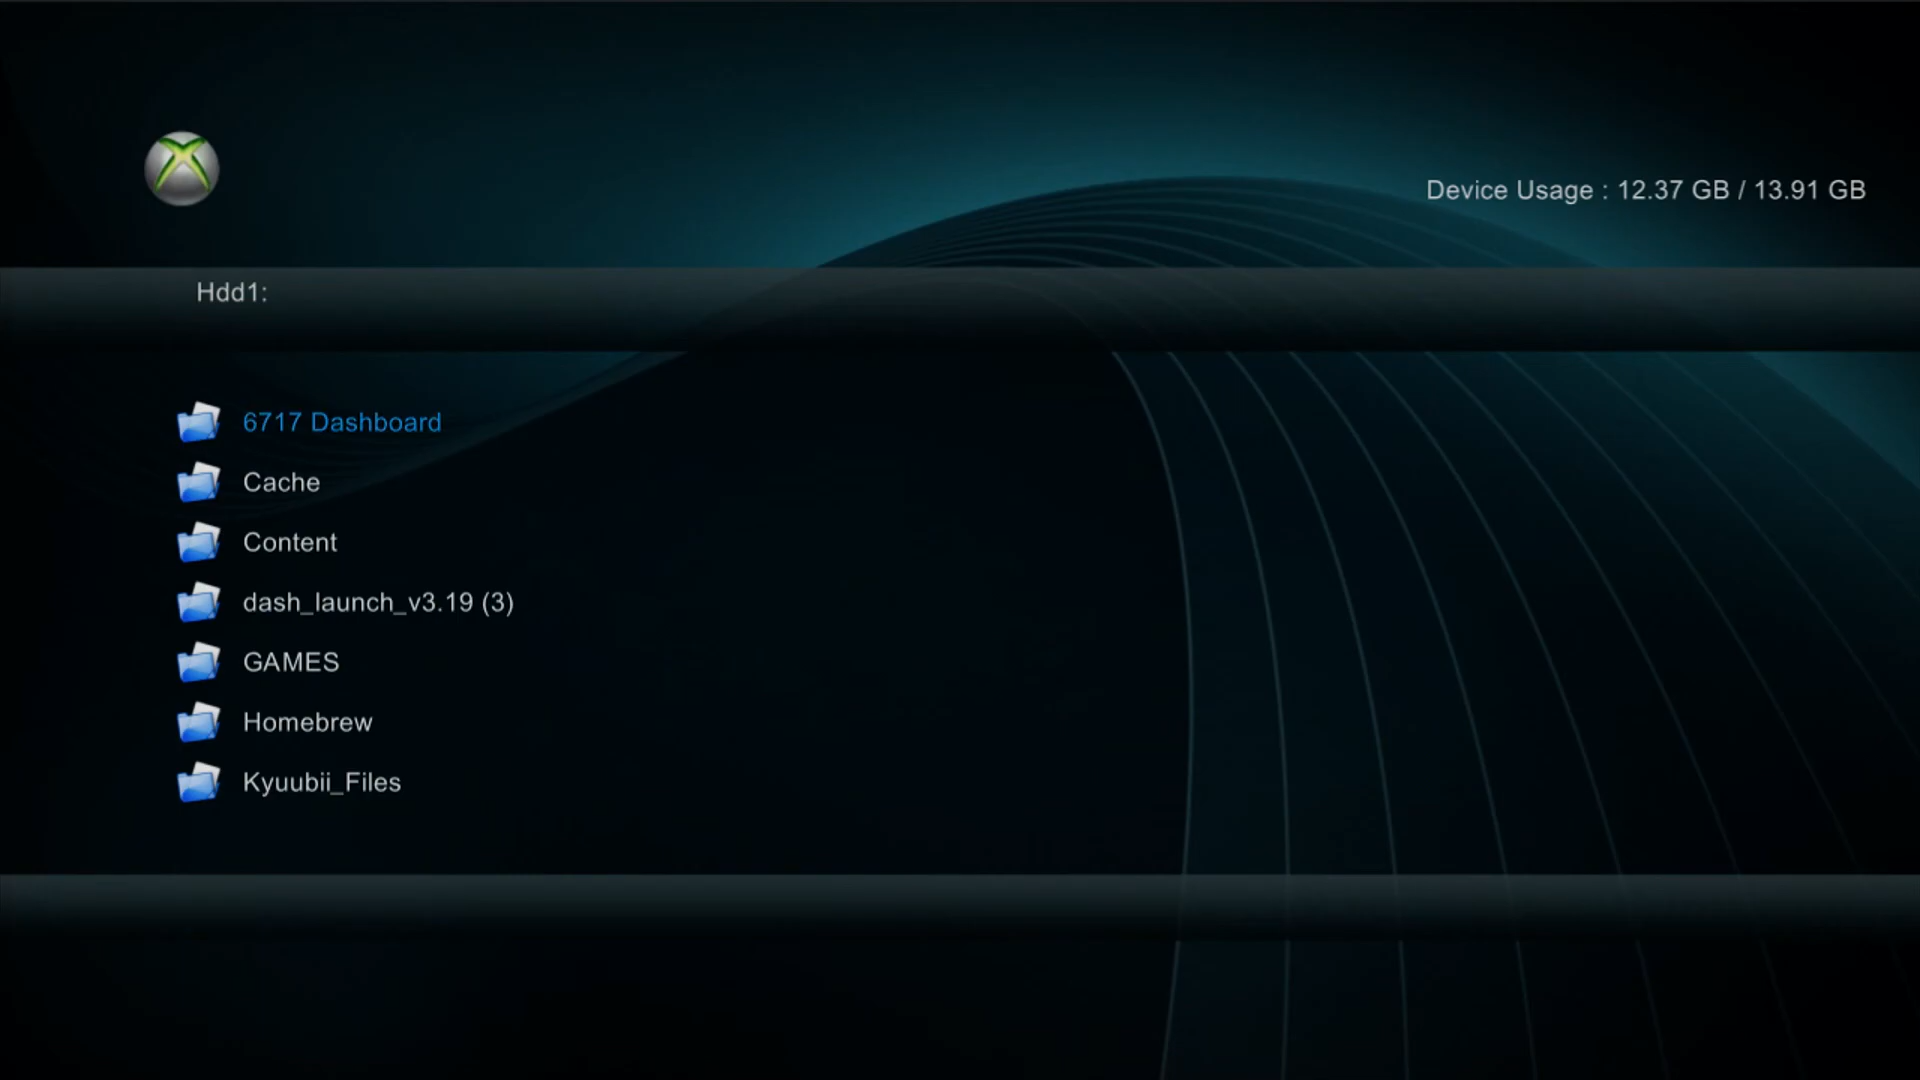 Device Usage : 12.37 GB / 13.91 GB
Hdd1:
6717 Dashboard
Cache
Content
dash_launch_v3.19 (3)
GAMES
Homebrew
Kyuubii_Files